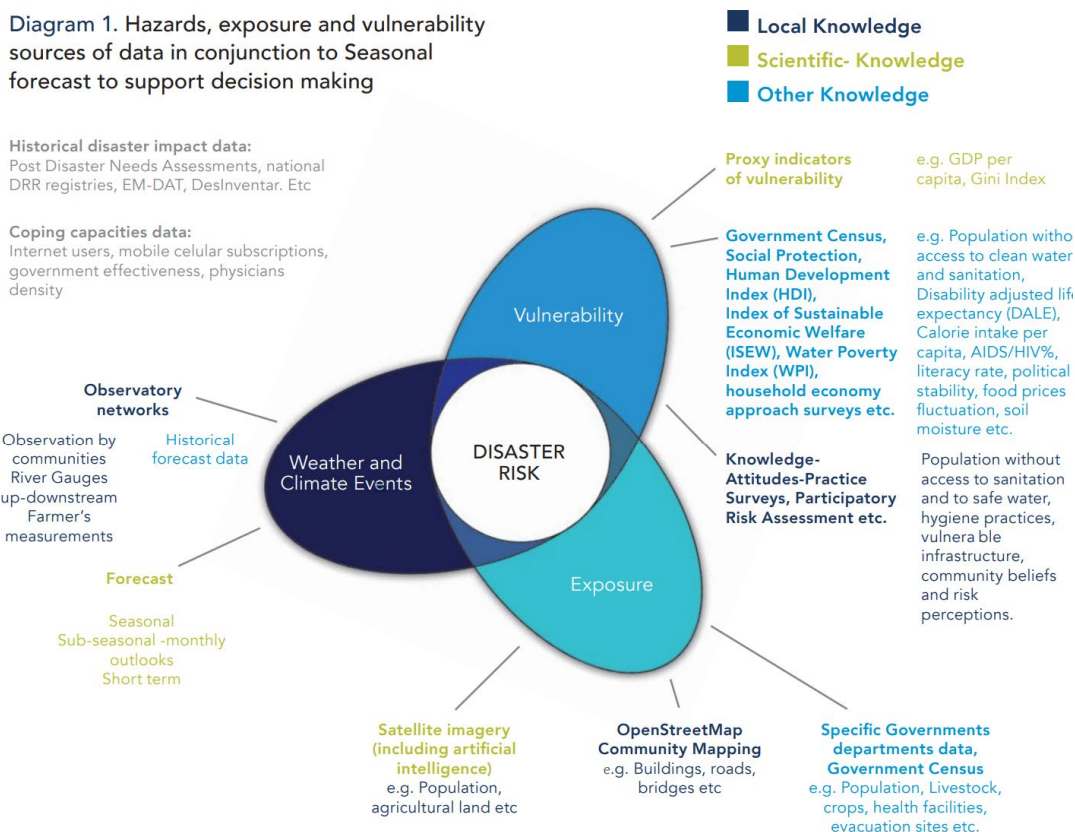 Diagram 1. Hazards, exposure and vulnerability
sources of data in conjunction to Seasonal
forecast to support decision making
Local Knowledge
Scientific- Knowledge
Other Knowledge
Historical disaster impact data:
Post Disaster Needs Assessments, national
DRR registries, EM-DAT, DesInventar. Etc
Coping capacities data:
Internet users, mobile celular subscriptions,
government effectiveness, physicians
density
Proxy indicators
of vulnerability
e.g. GDP per
capita, Gini Index
Government Census,
Social Protection,
Human Development
Index (HDI),
Index of Sustainable
Economic Welfare
(ISEW), Water Poverty
Index (WPI),
household economy
approach surveys etc.
e.g. Population witho
access to clean water
and sanitation,
Disability adjusted life
expectancy (DALE),
Calorie intake per
capita, AIDS/HIV%,
literacy rate, political
stability, food prices
fluctuation, soil
moisture etc.
Knowledge-
Attitudes-Practice
Surveys, Participatory
Risk Assessment etc.
Population without
access to sanitation
and to safe water,
hygiene practices,
vulnera ble
infrastructure,
community beliefs
and risk
perceptions.
Vulnerability
Weather and
Climate Events
DISASTER
RISK
Exposure
Observatory
networks
Observation by
communities
River Gauges
up-downstream
Farmer's
measurements
Historical
forecast data
Forecast
Seasonal
Sub-seasonal -monthly
outlooks
Short term
Satellite imagery
(including artificial
intelligence)
e.g. Population,
agricultural land etc
OpenStreetMap
Community Mapping
e.g. Buildings, roads,
bridges etc
Specific Governments
departments data,
Government Census
e.g. Population, Livestock,
crops, health facilities,
evacuation sites etc.